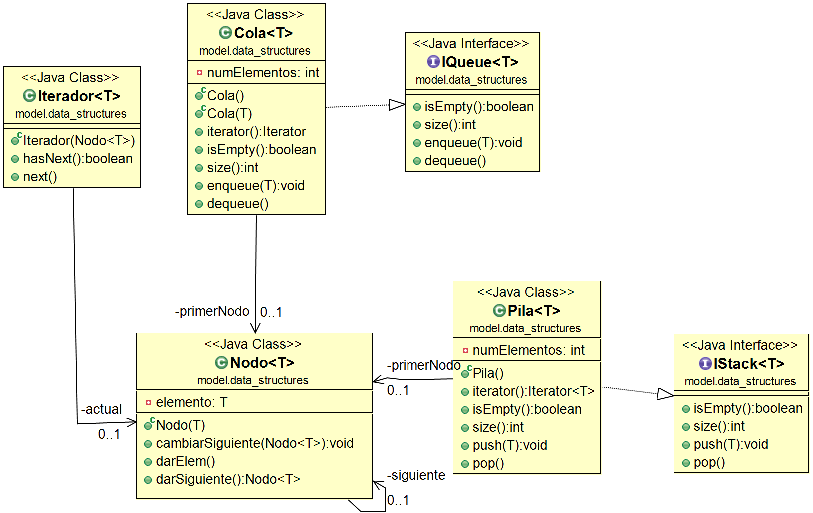 <<Java Class>>
Cola<T>
model.data_structures
numElementos: int
Cola()
Cola(T)
iterator():Iterator
isEmpty():boolean
size():int
enqueue(T):void
dequeue()
<<Java Interface>>
IQueue<T>
model.data_structures
isEmpty():boolean
size():int
enqueue(T):void
dequeue()
<<Java Class>>
Iterador<T>
model.data_structures
Iterador(Nodo<T>)
hasNext():boolean
next()
-primerNodo
0..1
<<Java Class>>
Nodo<T>
model.data_structures
elemento: T
Nodo(T)
cambiarSiguiente(Nodo<T>):void
darElem()
darSiguiente():Nodo<T>
-actual
0..1
-siguiente
0..1
-primerNodo
0..1
<<Java Class>>
Pila<T>
model.data_structures
numElementos: int
Pila()
iterator():Iterator<T>
isEmpty():boolean
size():int
push(T):void
pop()
<<Java Interface>>
IStack<T>
model.data_structures
isEmpty():boolean
size():int
push(T):void
pop()